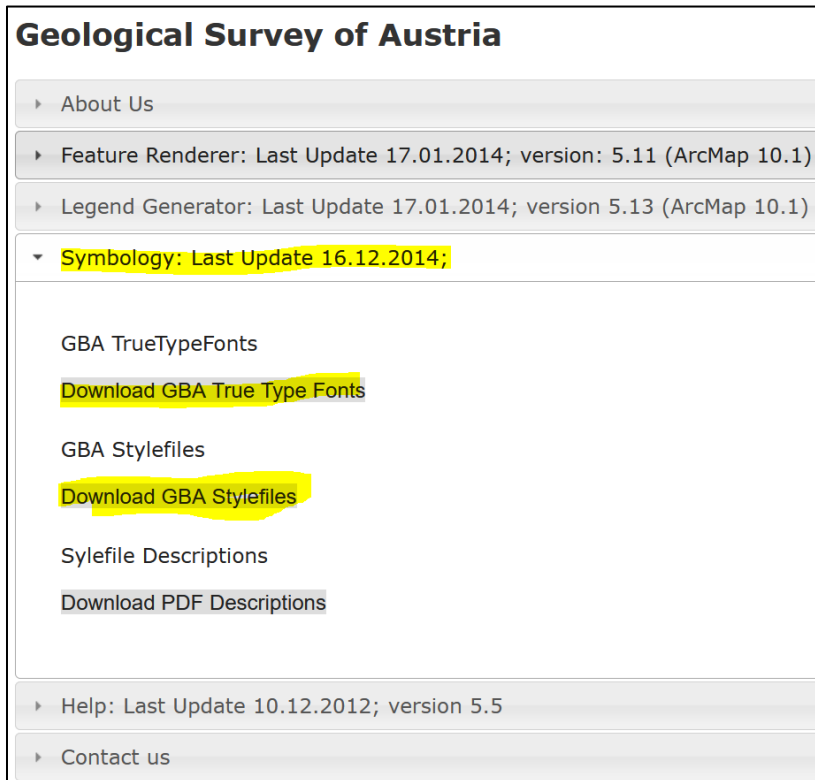 Geological Survey of Austria
About Us
Feature Renderer: Last Update 17.01.2014; version: 5.11 (ArcMap 10.1)
Legend Generator: Last Update 17.01.2014; version 5.13 (ArcMap 10.1)
Symbology: Last Update 16.12.2014;
GBA TrueTypeFonts
Download GBA True Type Fonts
GBA Stylefiles
Download GBA Stylefiles
Sylefile Descriptions
Download PDF Descriptions
Help: Last Update 10.12.2012; version 5.5
Contact us